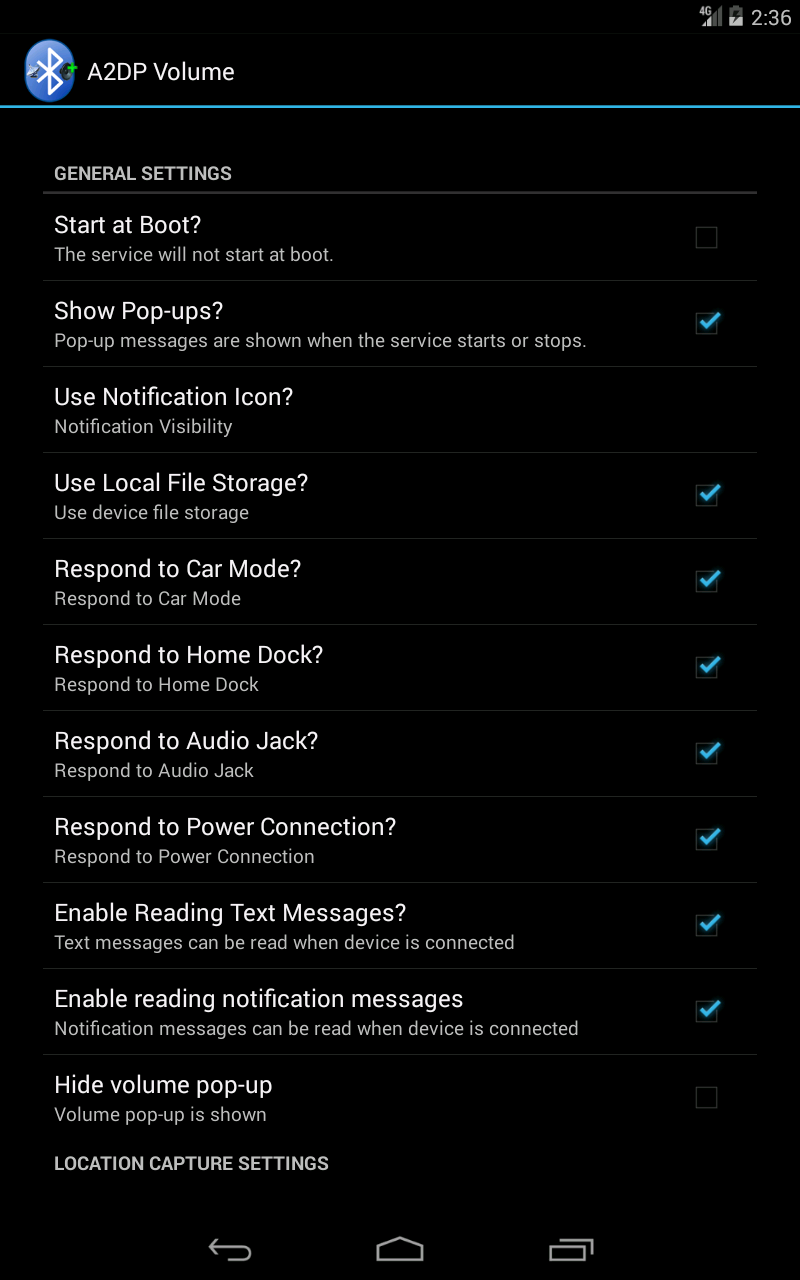 4G 2:36
A2DP Volume
GENERAL SETTINGS
Start at Boot?
The service will not start at boot.
Show Pop-ups?
Pop-up messages are shown when the service starts or stops.
Use Notification Icon?
Notification Visibility
Use Local File Storage?
Use device file storage
Respond to Car Mode?
Respond to Car Mode
Respond to Home Dock?
Respond to Home Dock
Respond to Audio Jack?
Respond to Audio Jack
Respond to Power Connection?
Respond to Power Connection
Enable Reading Text Messages?
Text messages can be read when device is connected
Enable reading notification messages
Notification messages can be read when device is connected
Hide volume pop-up
Volume pop-up is shown
LOCATION CAPTURE SETTINGS